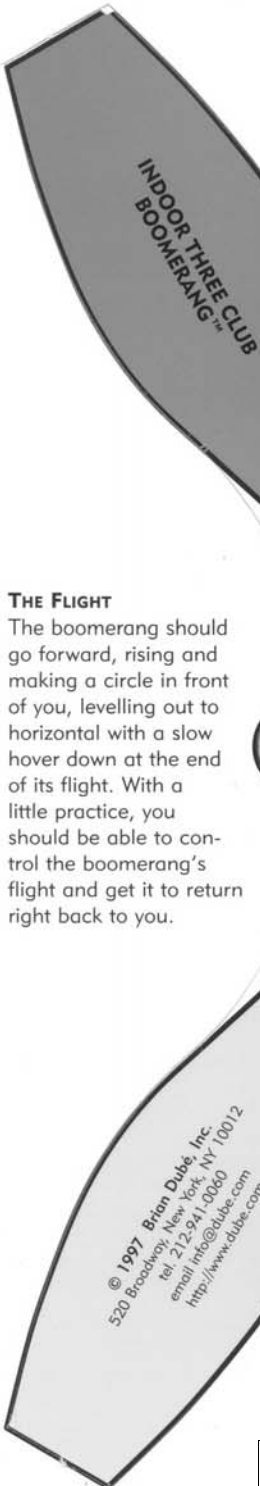 INDOOR THREE CLUB
BOOMERANG™
THE FLIGHT
The boomerang should
go forward, rising and
making a circle in front
of you, levelling out to
horizontal with a slow
hover down at the end
of its flight. With a
little practice, you
should be able to con-
trol the boomerang's
flight and get it to return
right back to you.
© 1997 Brian Dubé, Inc.
520 Broadway, New York, NY 10012
tel. 212-941-0060
email info@dube.com
http://www.dube.com